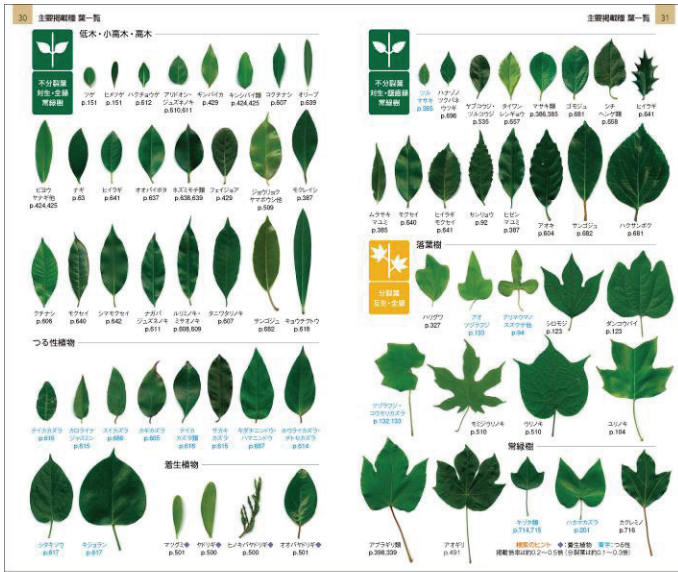 30 主要掲載種 葉一覧
低木・小高木・高木
不分裂葉
対生・全縁
常緑樹
ツゲ
p.151
ヒメツゲ
p.151
ハクチョウゲ
p.612
アリドオシ・
ジュズネノキ
p.610,611
ギンバイカ
p.429
キンシバイ類
p.424,425
コクチナシ
p.607
オリーブ
p.639
ビヨウ
ヤナギ他
p.424,425
ナギ
p.63
ヒイラギ
p.641
オオバイボタ
p.637
ネズミモチ類
p.638,639
フェイジョア
p.429
ジョウリョク
ヤマボウシ他
p.509
モクレイシ
p.387
クチナシ
p.606
モクセイ
p.640
シマモクセイ
p.642
ナガバ
ジュズネノキ
p.611
ルリミノキ・
ミサオノキ
p.608,609
タニワタリノキ
p.607
サンゴジュ
p.682
キョウチクトウ
p.618
つる性植物
テイカカズラ
p.616
カロライナ
ジャスミン
p.615
スイカズラ
p.686
カギカズラ
p.605
テイカ
カズラ類
p.616
サカキ
カズラ
p.615
キダチニンドウ・
ハマニンドウ
p.687
ホウライカズラ・
チトセカズラ
p.614
シタキソウ
p.617
キジョラン
p.617
着生植物
マツグミ◆
p.501
ヤドリギ◆
p.500
ヒノキバヤドリギ◆
p.500
オオバヤドリギ◆
p.501
主要掲載種 葉一覧 31
不分裂葉
対生・鋸歯縁
常緑樹
ツル
マサキ
p.385
ハナゾノ
ツクバネ
ウツギ
p.696
ヤブコウジ・
ツルコウジ
p.535
タイワン
レンギョウ
p.657
マサキ類
p.386,385
ゴモジュ
p.681
シチ
ヘンゲ類
p.658
ヒイラギ
p.641
ムラサキ
マユミ
p.385
モクセイ
p.640
ヒイラギ
モクセイ
p.641
センリョウ
p.92
ヒゼン
マユミ
p.387
アオキ
p.604
サンゴジュ
p.682
ハクサンボク
p.681
落葉樹
分裂葉
互生・全縁
ハリグワ
p.327
アオ
ツヅラフジ
p.133
アリマウマノ
スズクサ他
p.94
シロモジ
p.123
ダンコウバイ
p.123
ツヅラフジ・
コウモリカズラ
p.132,133
モミジウリノキ
p.510
ウリノキ
p.510
ユリノキ
p.104
常緑樹
アブラギリ類
p.398,339
アオギリ
p.491
キヅタ類
p.714,715
ハカマカズラ
p.201
カクレミノ
p.716
検索のヒント ◆:着生植物 青字:つる性
掲載倍率は約0.2〜0.5倍(分裂葉は約0.1〜0.3倍)